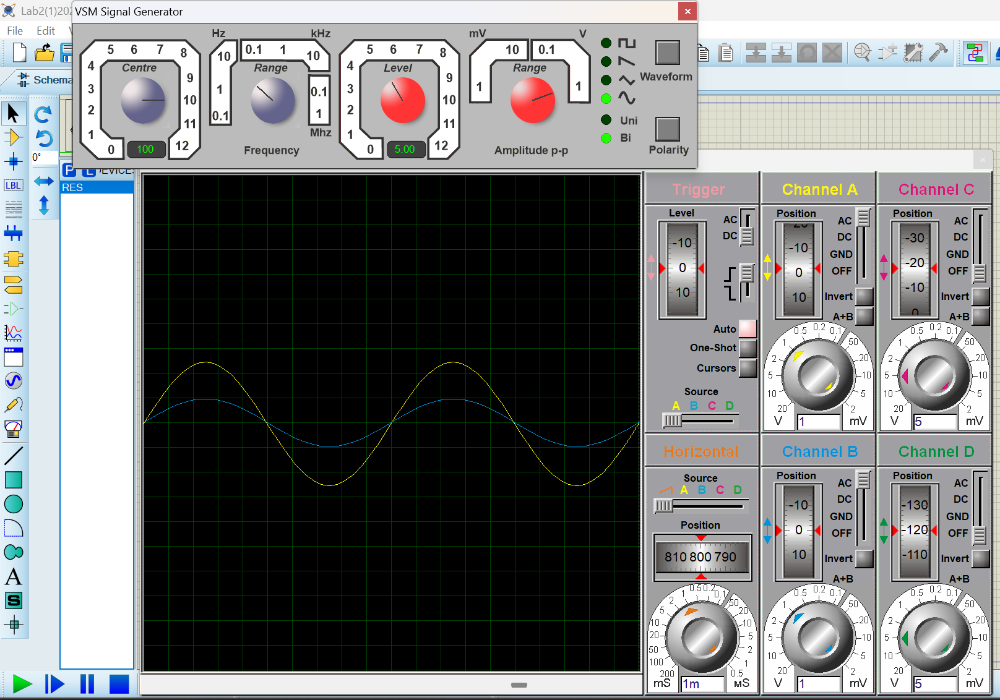 Lab2(1)202
VSM Signal Generator
File Edit
Schema
Hz kHz mV V
5 6 7 8
4 Centre 9
3 10
2 11
1 12
0 100
10 0.1 1 10
Range
1 0.1
0.1 1
Mhz
Frequency
5 6 7 8
4 Level 9
3 10
2 11
1 12
0 5.00
10 0.1
Range
1 1
Amplitude p-p
Waveform
Uni
Bi
Polarity
0°
P L DEVICES
LBL
RES
A
S
Trigger
Level
-10
0
10
AC
DC
Auto
One-Shot
Cursors
Source
A B C D
Channel A
Position
20
-10
0
10
AC
DC
GND
OFF
Invert
A+B
0.5 0.2 0.1
1 50
2 20
5 10
10 5
20 2
V 1 mV
Channel C
Position
-30
-20
-10
0
AC
DC
GND
OFF
Invert
A+B
0.5 0.2 0.1
1 50
2 20
5 10
10 5
20 2
V 5 mV
Horizontal
Source
A B C D
Position
810 800 790
0.5 0.2 0.1
1 50
2 20
5 10
10 5
20 2
50 1
100 0.5
200
mS 1m мS
Channel B
Position
-10
0
10
AC
DC
GND
OFF
Invert
A+B
0.5 0.2 0.1
1 50
2 20
5 10
10 5
20 2
V 1 mV
Channel D
Position
-130
-120
-110
AC
DC
GND
OFF
Invert
A+B
0.5 0.2 0.1
1 50
2 20
5 10
10 5
20 2
V 5 mV